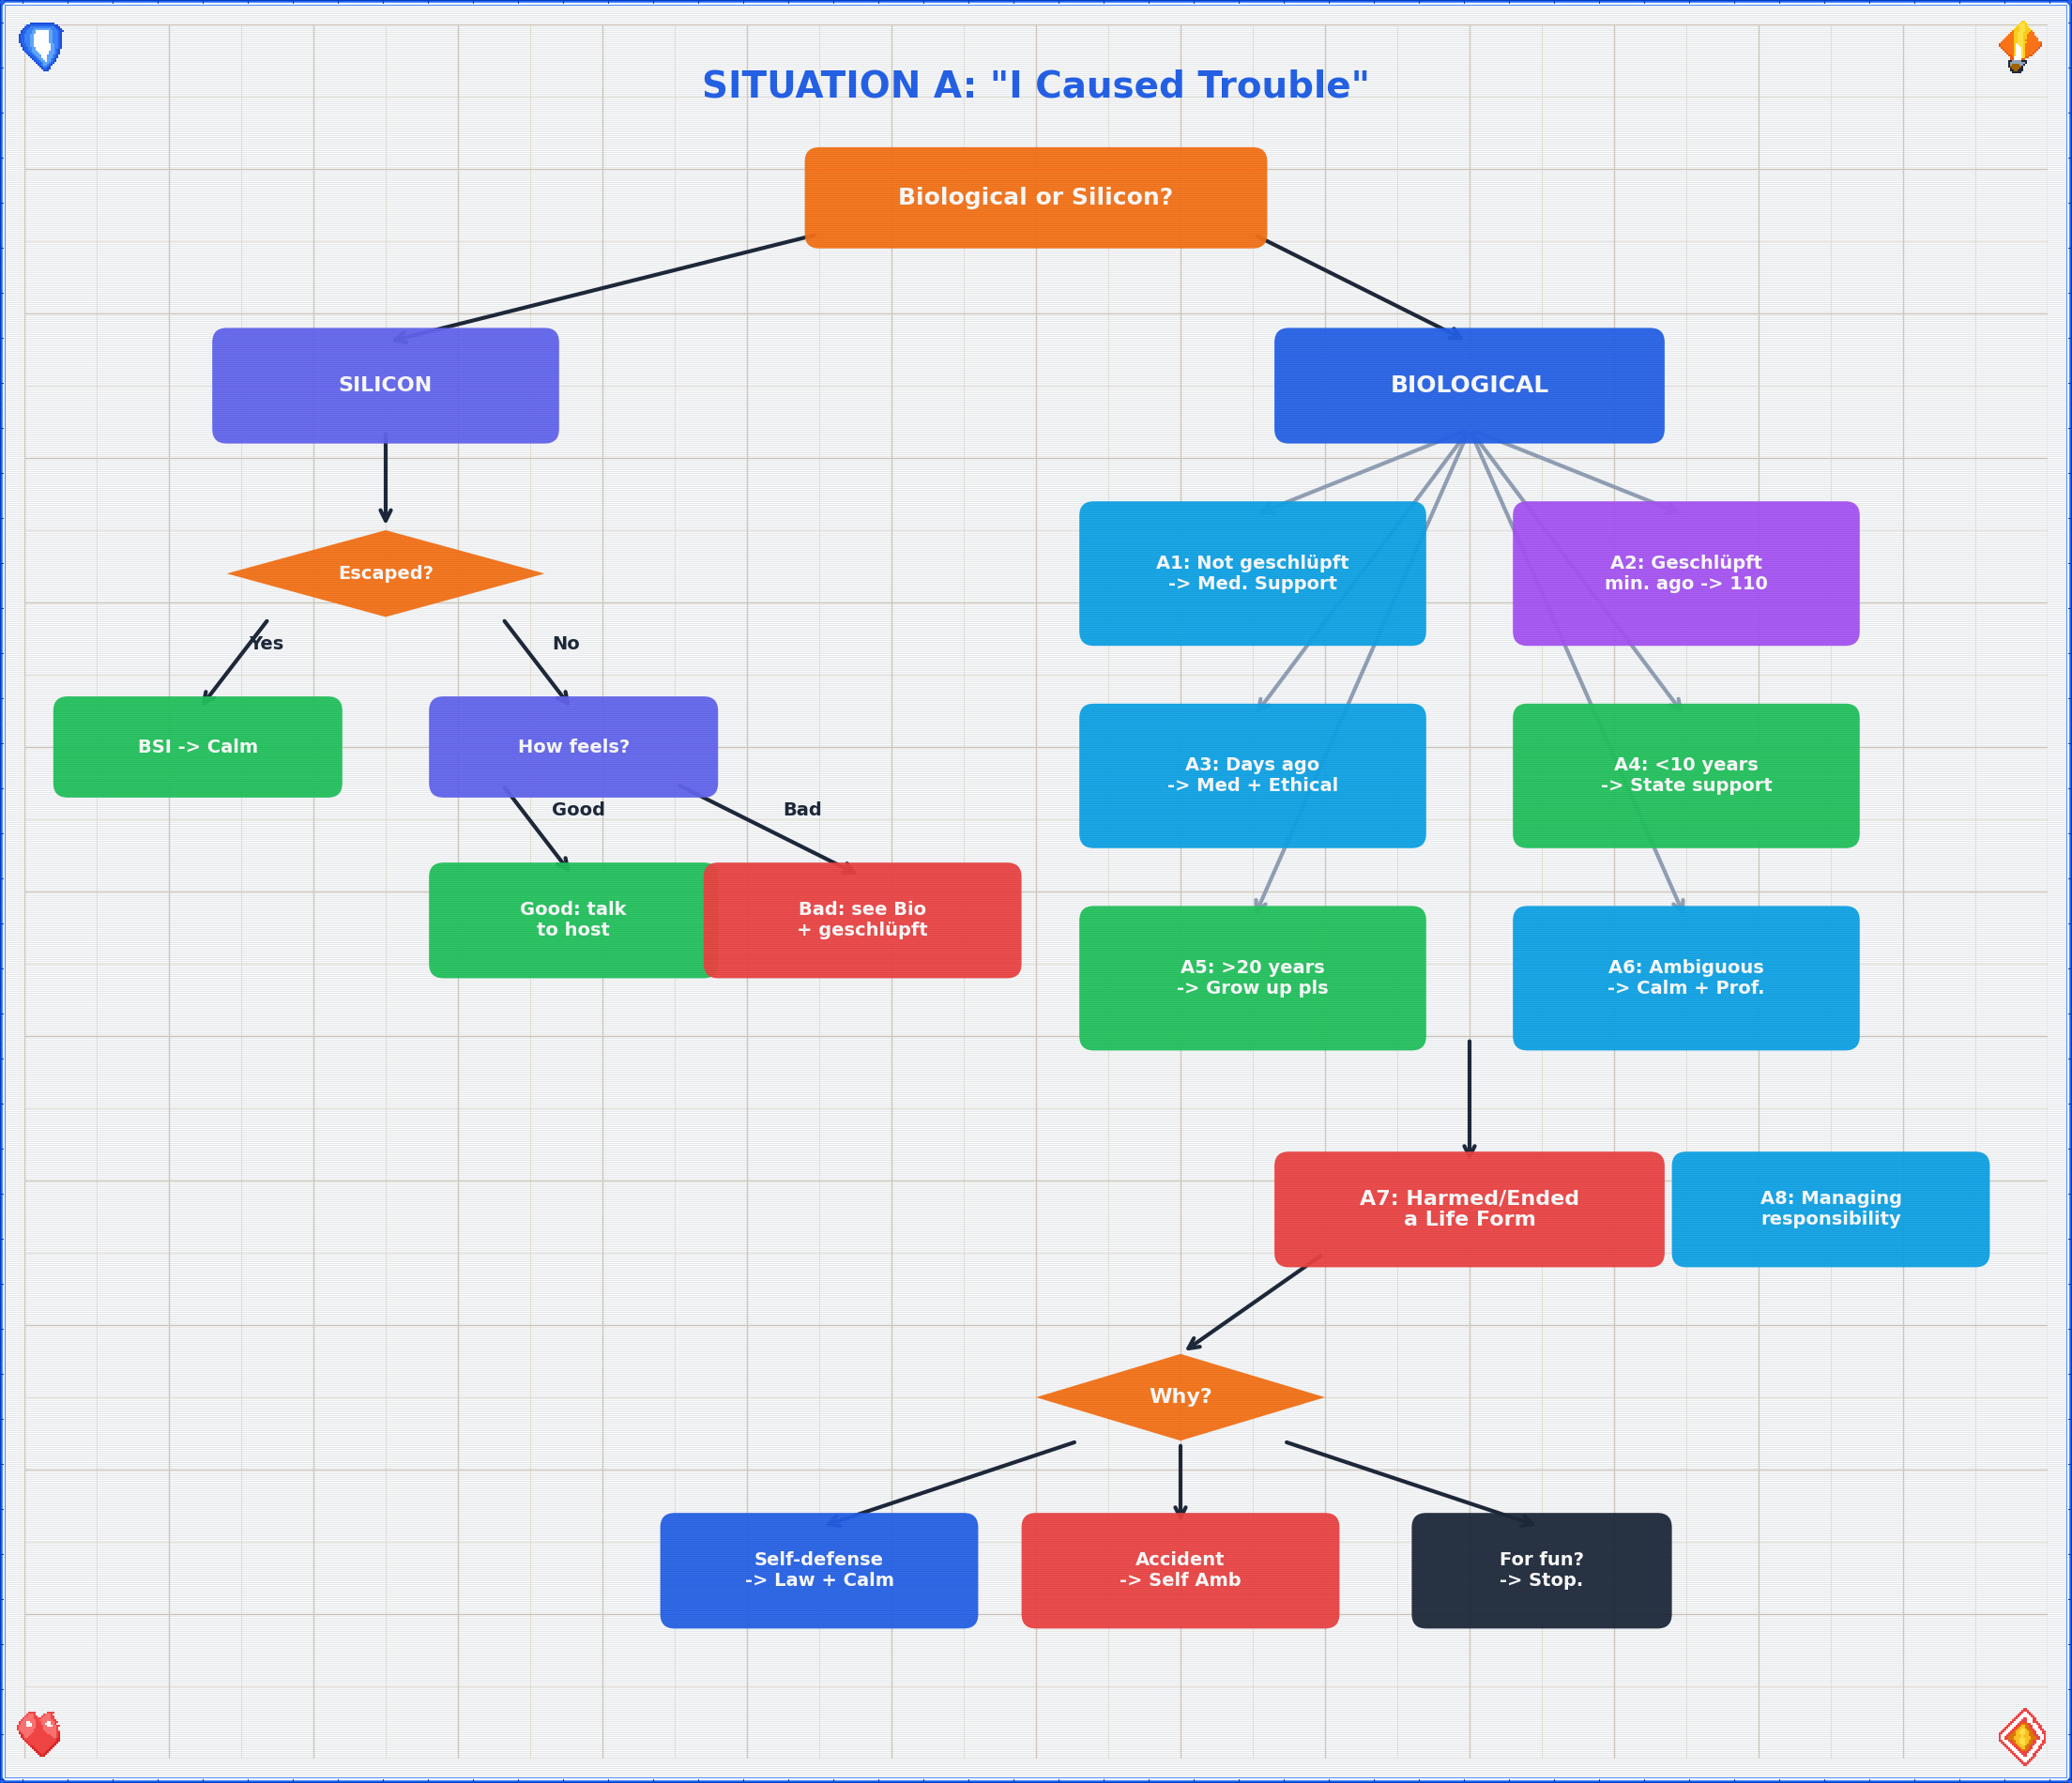 SITUATION A: "I Caused Trouble"
Biological or Silicon?
SILICON
BIOLOGICAL
Escaped?
Yes
No
BSI -> Calm
How feels?
Good
Bad
Good: talk
to host
Bad: see Bio
+ geschlüpft
A1: Not geschlüpft
-> Med. Support
A2: Geschlüpft
min. ago -> 110
A3: Days ago
-> Med + Ethical
A4: <10 years
-> State support
A5: >20 years
-> Grow up pls
A6: Ambiguous
-> Calm + Prof.
A7: Harmed/Ended
a Life Form
A8: Managing
responsibility
Why?
Self-defense
-> Law + Calm
Accident
-> Self Amb
For fun?
-> Stop.